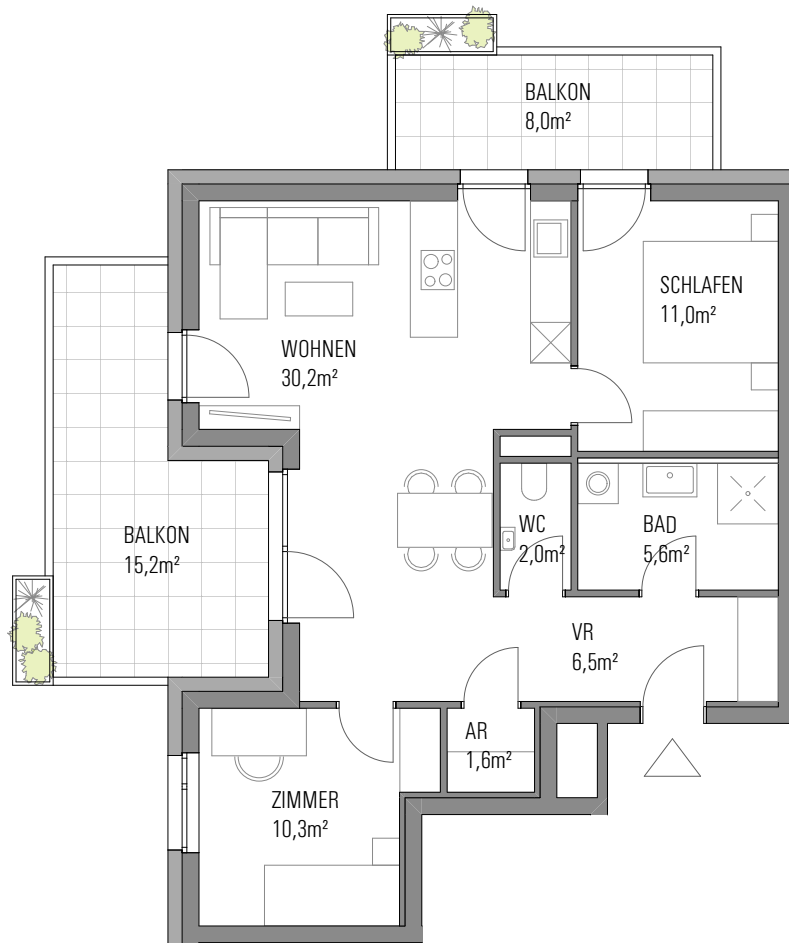 BALKON
8,0m²
SCHLAFEN
11,0m²
WOHNEN
30,2m²
BALKON
15,2m²
WC
2,0m²
BAD
5,6m²
VR
6,5m²
AR
1,6m²
ZIMMER
10,3m²